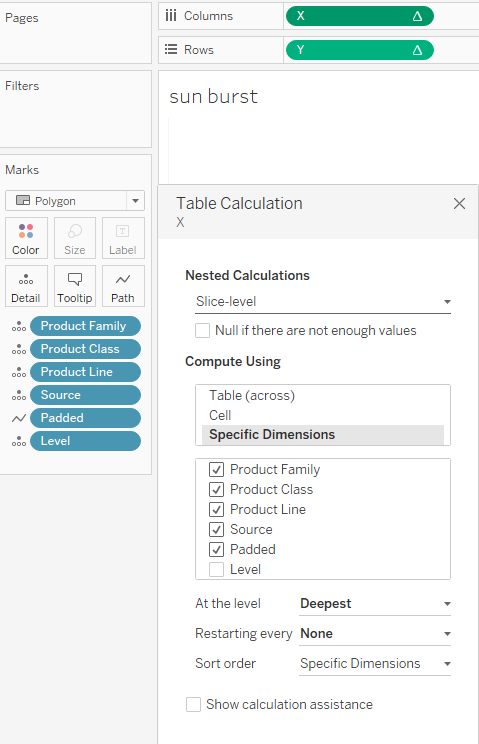 Pages
Columns
X
Rows
Y
Filters
sun burst
Marks
Polygon
Color
Size
Label
Detail
Tooltip
Path
Product Family
Product Class
Product Line
Source
Padded
Level
Table Calculation
X
Nested Calculations
Slice-level
Null if there are not enough values
Compute Using
Table (across)
Cell
Specific Dimensions
Product Family
Product Class
Product Line
Source
Padded
Level
At the level Deepest
Restarting every None
Sort order Specific Dimensions
Show calculation assistance